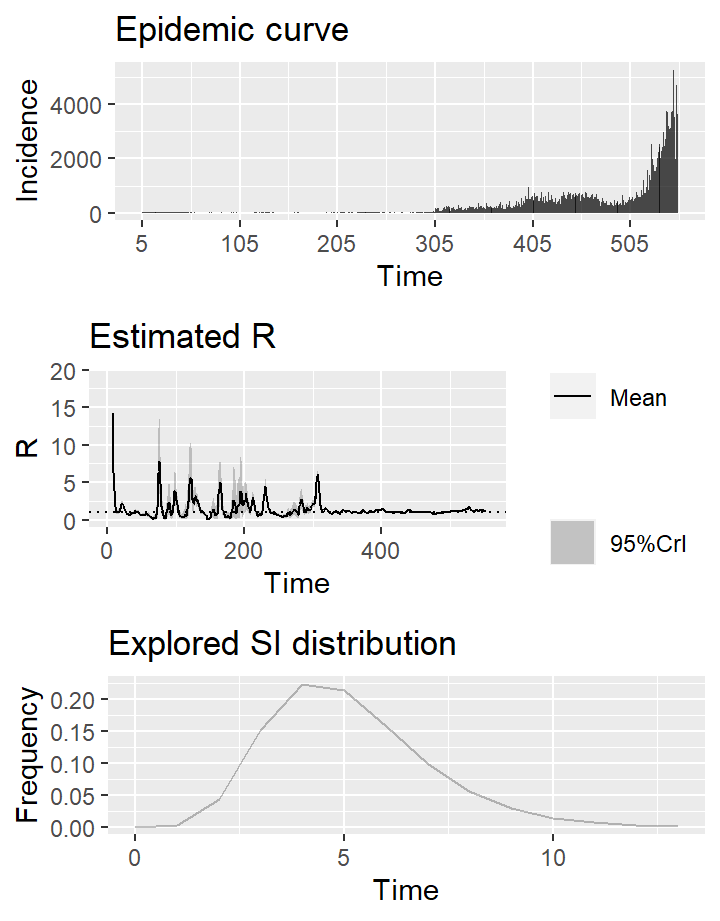 Epidemic curve
Incidence
4000
2000
0
5 105 205 305 405 505
Time
Estimated R
R
20
15
10
5
0
0 200 400
Time
Mean
95%CrI
Explored SI distribution
Frequency
0.20
0.15
0.10
0.05
0.00
0 5 10
Time